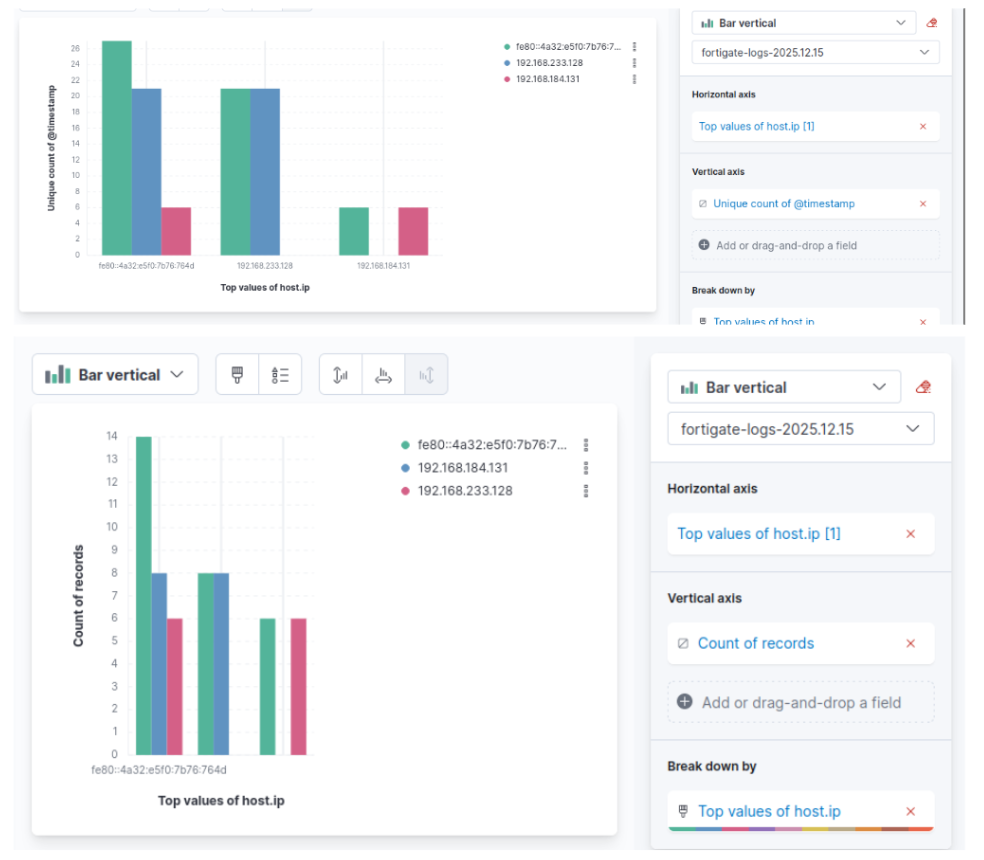 Bar vertical
fortigate-logs-2025.12.15
Horizontal axis
Top values of host.ip [1]
Vertical axis
Unique count of @timestamp
Add or drag-and-drop a field
Break down by
Top values of host.ip
fe80::4a32:e5f0:7b76:7...
192.168.233.128
192.168.184.131
26
24
22
20
18
16
14
12
10
8
6
4
2
0
Unique count of @timestamp
fe80::4a32:e5f0:7b76:764d
192.168.233.128
192.168.184.131
Top values of host.ip
Bar vertical
fe80::4a32:e5f0:7b76:7...
192.168.184.131
192.168.233.128
14
13
12
11
10
9
8
7
6
5
4
3
2
1
0
Count of records
fe80::4a32:e5f0:7b76:764d
Top values of host.ip
Bar vertical
fortigate-logs-2025.12.15
Horizontal axis
Top values of host.ip [1]
Vertical axis
Count of records
Add or drag-and-drop a field
Break down by
Top values of host.ip